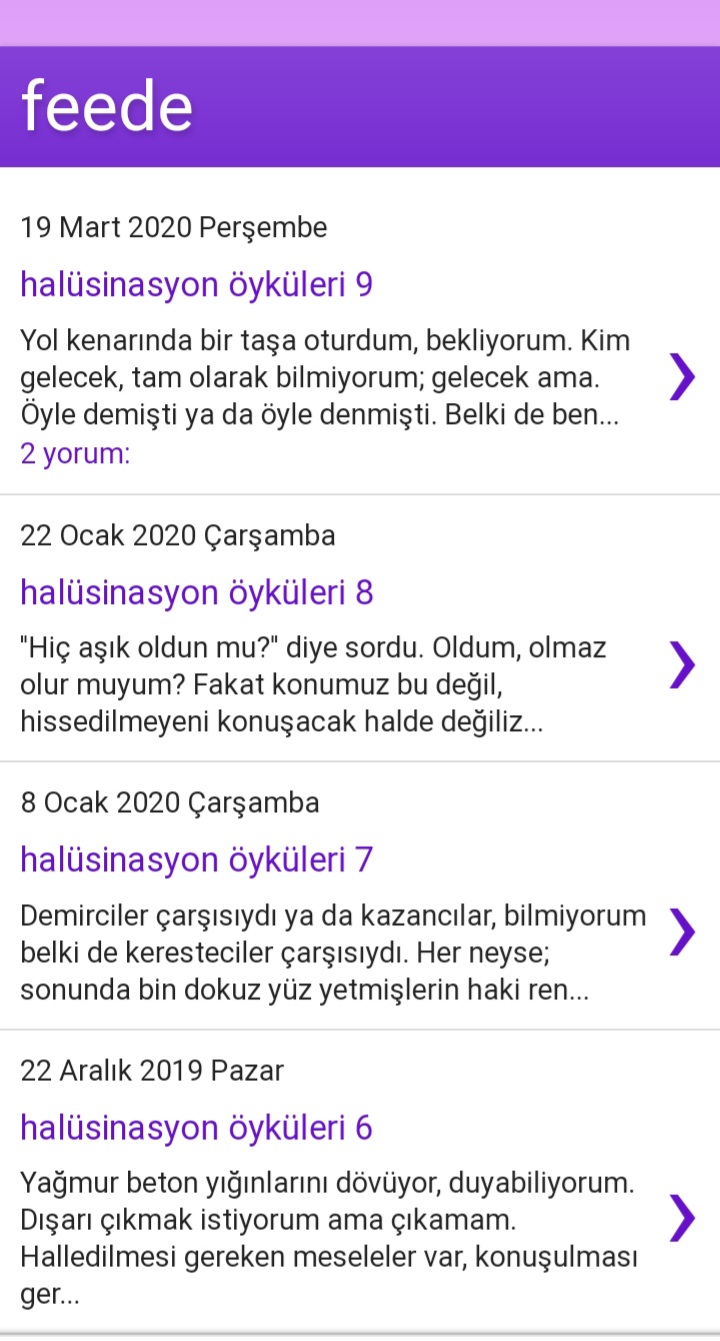 feede
19 Mart 2020 Perşembe
halüsinasyon öyküleri 9
Yol kenarında bir taşa oturdum, bekliyorum. Kim
gelecek, tam olarak bilmiyorum; gelecek ama.
Öyle demişti ya da öyle denmişti. Belki de ben...
2 yorum:
22 Ocak 2020 Çarşamba
halüsinasyon öyküleri 8
"Hiç aşık oldun mu?" diye sordu. Oldum, olmaz
olur muyum? Fakat konumuz bu değil,
hissedilmeyeni konuşacak halde değiliz...
8 Ocak 2020 Çarşamba
halüsinasyon öyküleri 7
Demirciler çarşısıydı ya da kazancılar, bilmiyorum
belki de keresteciler çarşısıydı. Her neyse;
sonunda bin dokuz yüz yetmişlerin haki ren...
22 Aralık 2019 Pazar
halüsinasyon öyküleri 6
Yağmur beton yığınlarını dövüyor, duyabiliyorum.
Dışarı çıkmak istiyorum ama çıkamam.
Halledilmesi gereken meseleler var, konuşulması
ger...